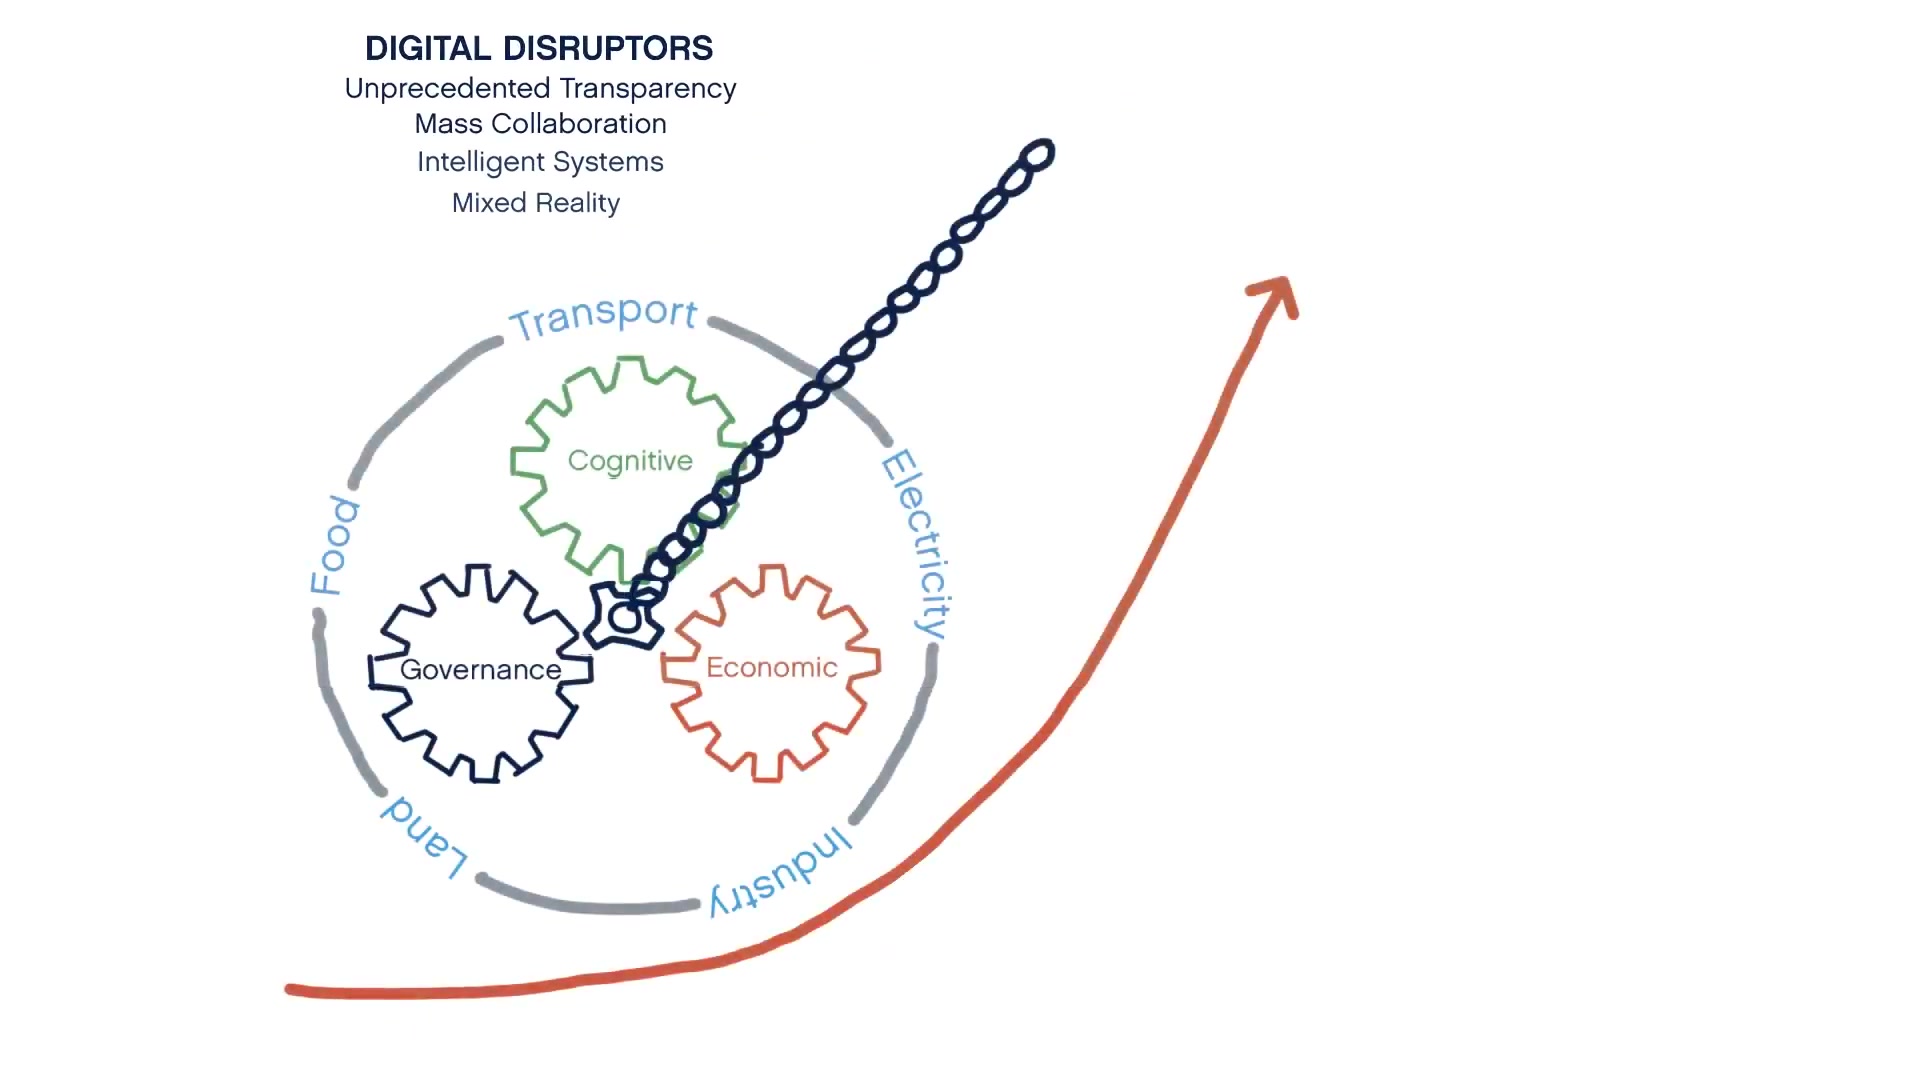 DIGITAL DISRUPTORS
Unprecedented Transparency
Mass Collaboration
Intelligent Systems
Mixed Reality
Transport
Electricity
Food
Cognitive
Governance
Economic
Land
Industry